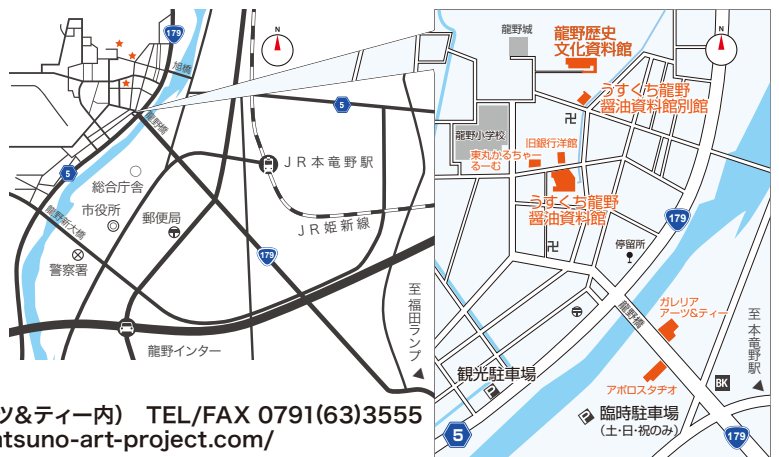 N
179
旭橋
龍野橋
5
5
総合庁舎
市役所
郵便局
龍野新大橋
警察署
JR本竜野駅
JR姫新線
179
至福田ランプ
龍野インター
ツ&ティー内) TEL/FAX 0791(63)3555
atsuno-art-project.com/
N
龍野城
龍野歴史
文化資料館
うすくち龍野
醤油資料館別館
卍
龍野小学校
旧銀行洋館
東丸かるちゃー
るーむ
うすくち龍野
醤油資料館
卍
停留所
179
龍野橋
ガレリア
アーツ&ティー
至本竜野駅
観光駐車場
P
アポロスタヂオ
BK
P
臨時駐車場
(土・日・祝のみ)
5
179